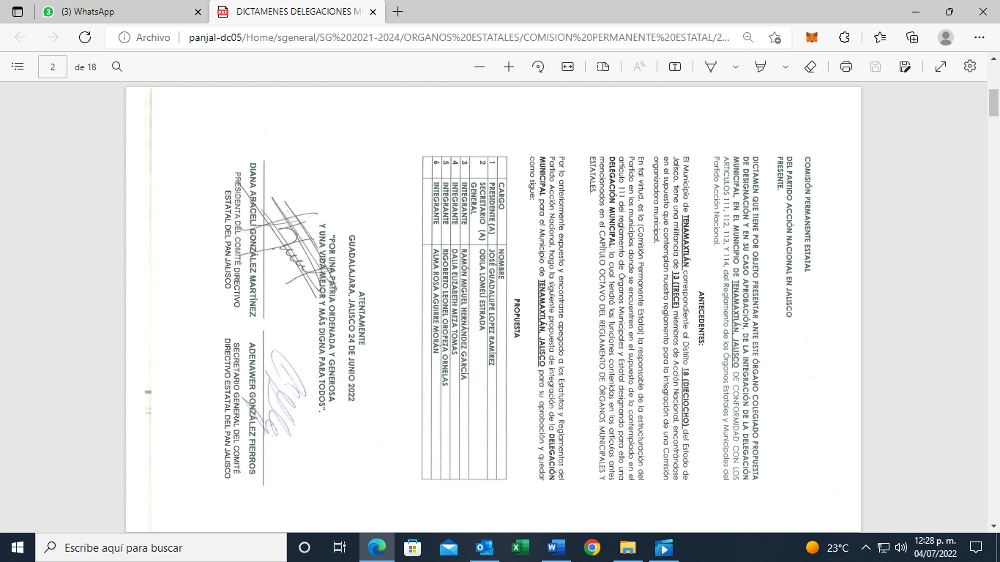 (3) WhatsApp
DICTAMENES DELEGACIONES M
Archivo
panjal-dc05/Home/sgeneral/SG%202021-2024/ORGANOS%20ESTATALES/COMISION%20PERMANENTE%20ESTATAL/2...
2 de 18
COMISIÓN PERMANENTE ESTATAL
DEL PARTIDO ACCIÓN NACIONAL EN JALISCO
PRESENTE.
DICTAMEN QUE TIENE POR OBJETO PRESENTAR ANTE ESTE ÓRGANO COLEGIADO PROPUESTA
DE DESIGNACIÓN Y EN SU CASO APROBACIÓN, DE LA INTEGRACIÓN DE LA DELEGACIÓN
MUNICIPAL, EN EL MUNICIPIO DE TENAMAXTLÁN, JALISCO DE CONFORMIDAD CON LOS
ARTICULOS 111, 112, 113, Y 114, del Reglamento de los Órganos Estatales y Municipales del
Partido Acción Nacional.
ANTECEDENTES:
El Municipio de TENAMAXTLÁN correspondiente al Distrito 18 (DIECIOCHO) del Estado de
Jalisco, tiene una militancia de 13 (TRECE) miembros de Acción Nacional, encontrándose
en el supuesto que contemplan nuestro reglamento para la integración de una Comisión
organizadora municipal.
En tal virtud, es la (Comisión Permanente Estatal) la responsable de la estructuración del
Partido en los municipios donde se encuentren en el supuesto de lo contemplado en el
artículo 111 del reglamento de Órganos Municipales y Estatal designando para ello una
DELEGACIÓN MUNICIPAL, la cual tendrá las funciones contenidas en los artículos antes
mencionados en el CAPÍTULO OCTAVO DEL REGLAMENTO DE ÓRGANOS MUNICIPALES Y
ESTATALES.
Por lo anteriormente expuesto y encontrarse apegado a los Estatutos y Reglamentos del
Partido Acción Nacional, hago la siguiente propuesta de integración de la DELEGACIÓN
MUNICIPAL para el Municipio de TENAMAXTLÁN, JALISCO para su aprobación y quedar
como sigue:
PROPUESTA
CARGO NOMBRE
1 PRESIDENTE (A) JOSÉ GUADALUPE LOPEZ RAMÍREZ
2 SECRETARIO (A) ODILA LOMELÍ ESTRADA
GENERAL
3 INTEGRANTE RAMÓN MIGUEL HERNÁNDEZ GARCÍA
4 INTEGRANTE DALIA ELIZABETH MEZA TOMAS
5 INTEGRANTE RIGOBERTO LEONEL OROPEZA ORNELAS
6 INTEGRANTE ALMA ROSA AGUIRRE MORÁN
ATENTAMENTE
GUADALAJARA, JALISCO 24 DE JUNIO 2022
"POR UNA PATRIA ORDENADA Y GENEROSA
Y UNA VIDA MEJOR Y MÁS DIGNA PARA TODOS".
DIANA ARACELI GONZÁLEZ MARTÍNEZ
PRESIDENTA DEL COMITÉ DIRECTIVO
ESTATAL DEL PAN JALISCO
ADENAWER GONZÁLEZ FIERROS
SECRETARIO GENERAL DEL COMITÉ
DIRECTIVO ESTATAL DEL PAN JALISCO
Escribe aquí para buscar
23°C
12:28 p. m.
04/07/2022